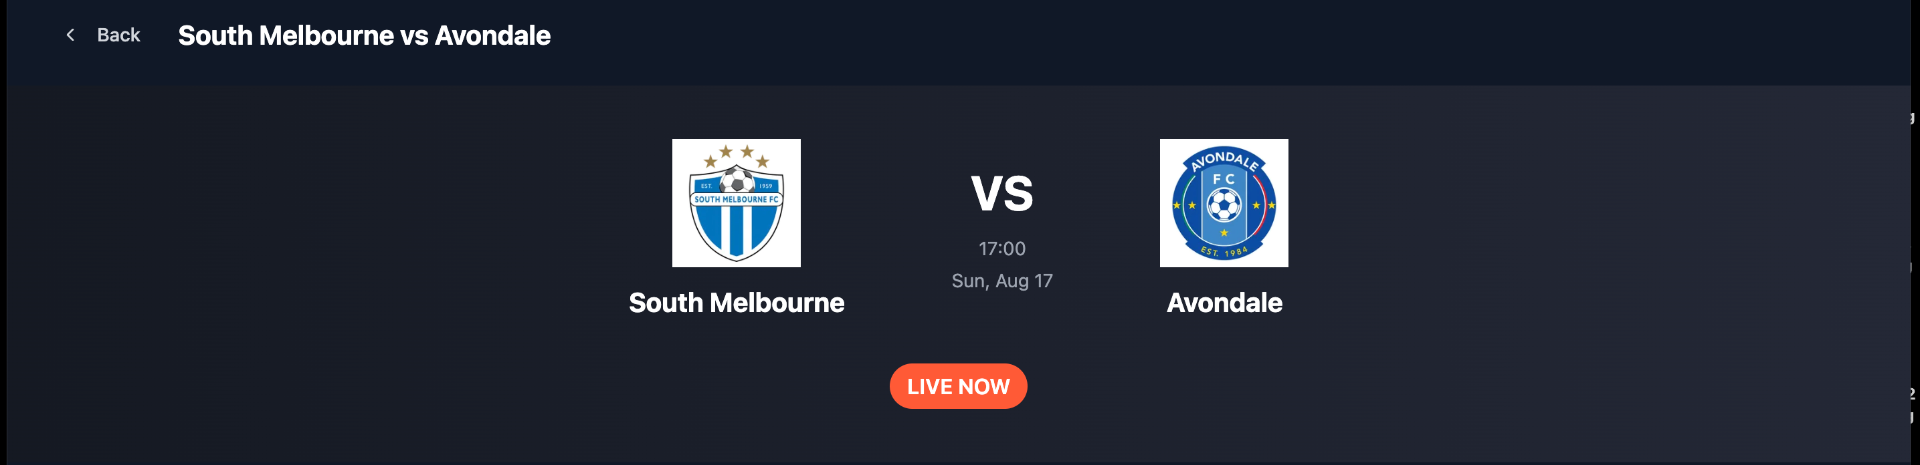 Back
South Melbourne vs Avondale
EST. 1959
SOUTH MELBOURNE FC
VS
17:00
Sun, Aug 17
AVONDALE
FC
EST. 1984
South Melbourne
Avondale
LIVE NOW